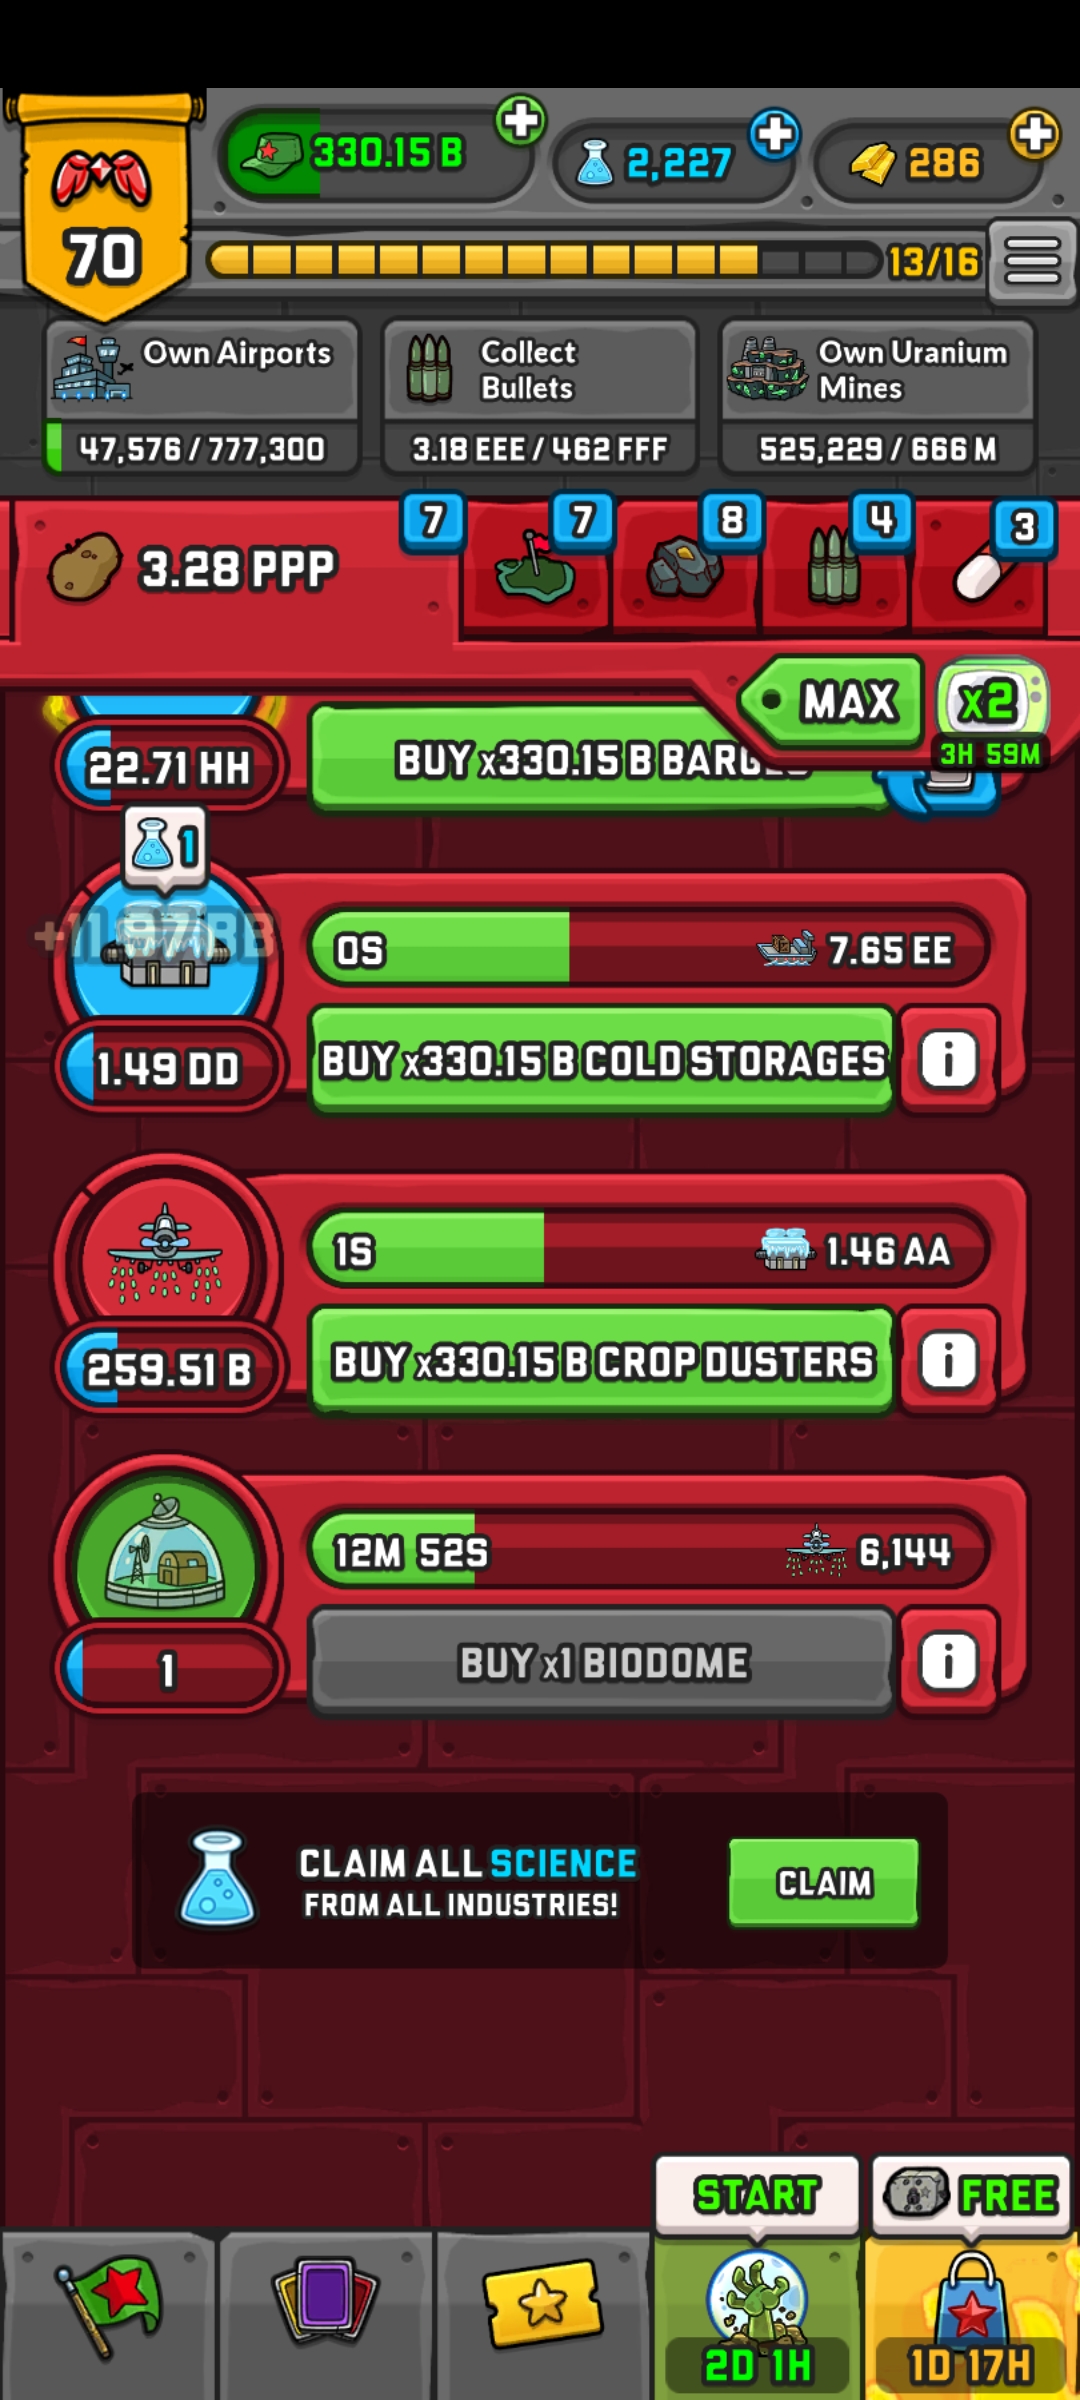 70
330.15 B
2,227
286
13/16
Own Airports
47,576 / 777,300
Collect
Bullets
3.18 EEE / 462 FFF
Own Uranium
Mines
525,229 / 666 M
3.28 PPP
7
7
8
4
3
MAX
x2
3H 59M
22.71 HH
BUY x330.15 B BARGES
1
+11.97 BB
0S
7.65 EE
1.49 DD
BUY x330.15 B COLD STORAGES
i
1S
1.46 AA
259.51 B
BUY x330.15 B CROP DUSTERS
i
12M 52S
6,144
1
BUY x1 BIODOME
i
CLAIM ALL SCIENCE
FROM ALL INDUSTRIES!
CLAIM
START
FREE
2D 1H
1D 17H